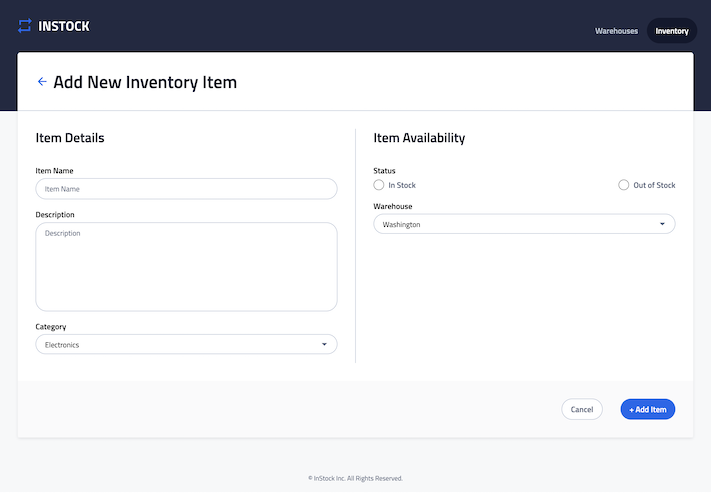 INSTOCK
Warehouses Inventory
Add New Inventory Item
Item Details
Item Name
Item Name
Description
Description
Category
Electronics
Item Availability
Status
In Stock Out of Stock
Warehouse
Washington
Cancel + Add Item
© InStock Inc. All Rights Reserved.